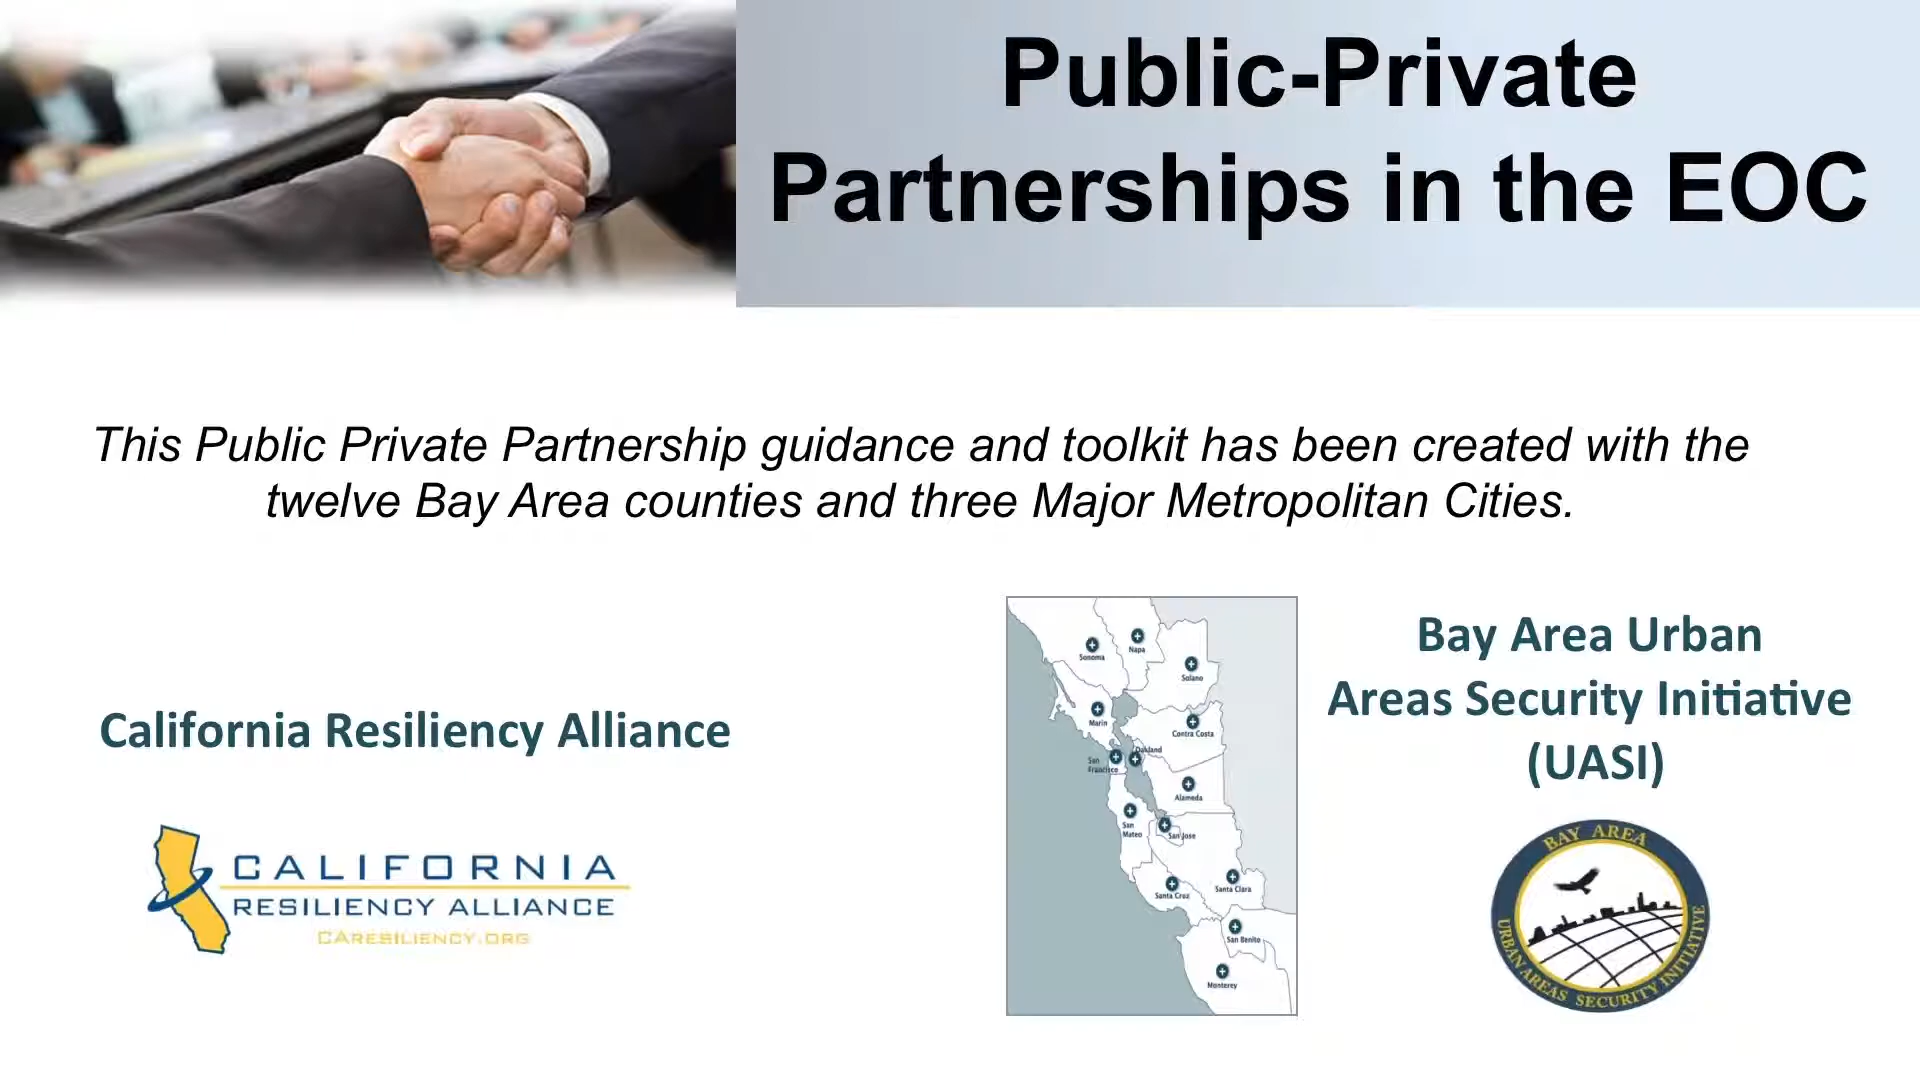 Public-Private
Partnerships in the EOC
This Public Private Partnership guidance and toolkit has been created with the
twelve Bay Area counties and three Major Metropolitan Cities.
California Resiliency Alliance
CALIFORNIA
RESILIENCY ALLIANCE
CARESILIENCY.ORG
Sonoma
Napa
Solano
Marin
Contra Costa
Oakland
San
Francisco
Alameda
San
Mateo
San Jose
Santa Cruz
Santa Clara
San Benito
Monterey
Bay Area Urban
Areas Security Initiative
(UASI)
BAY AREA
URBAN AREAS SECURITY INITIATIVE